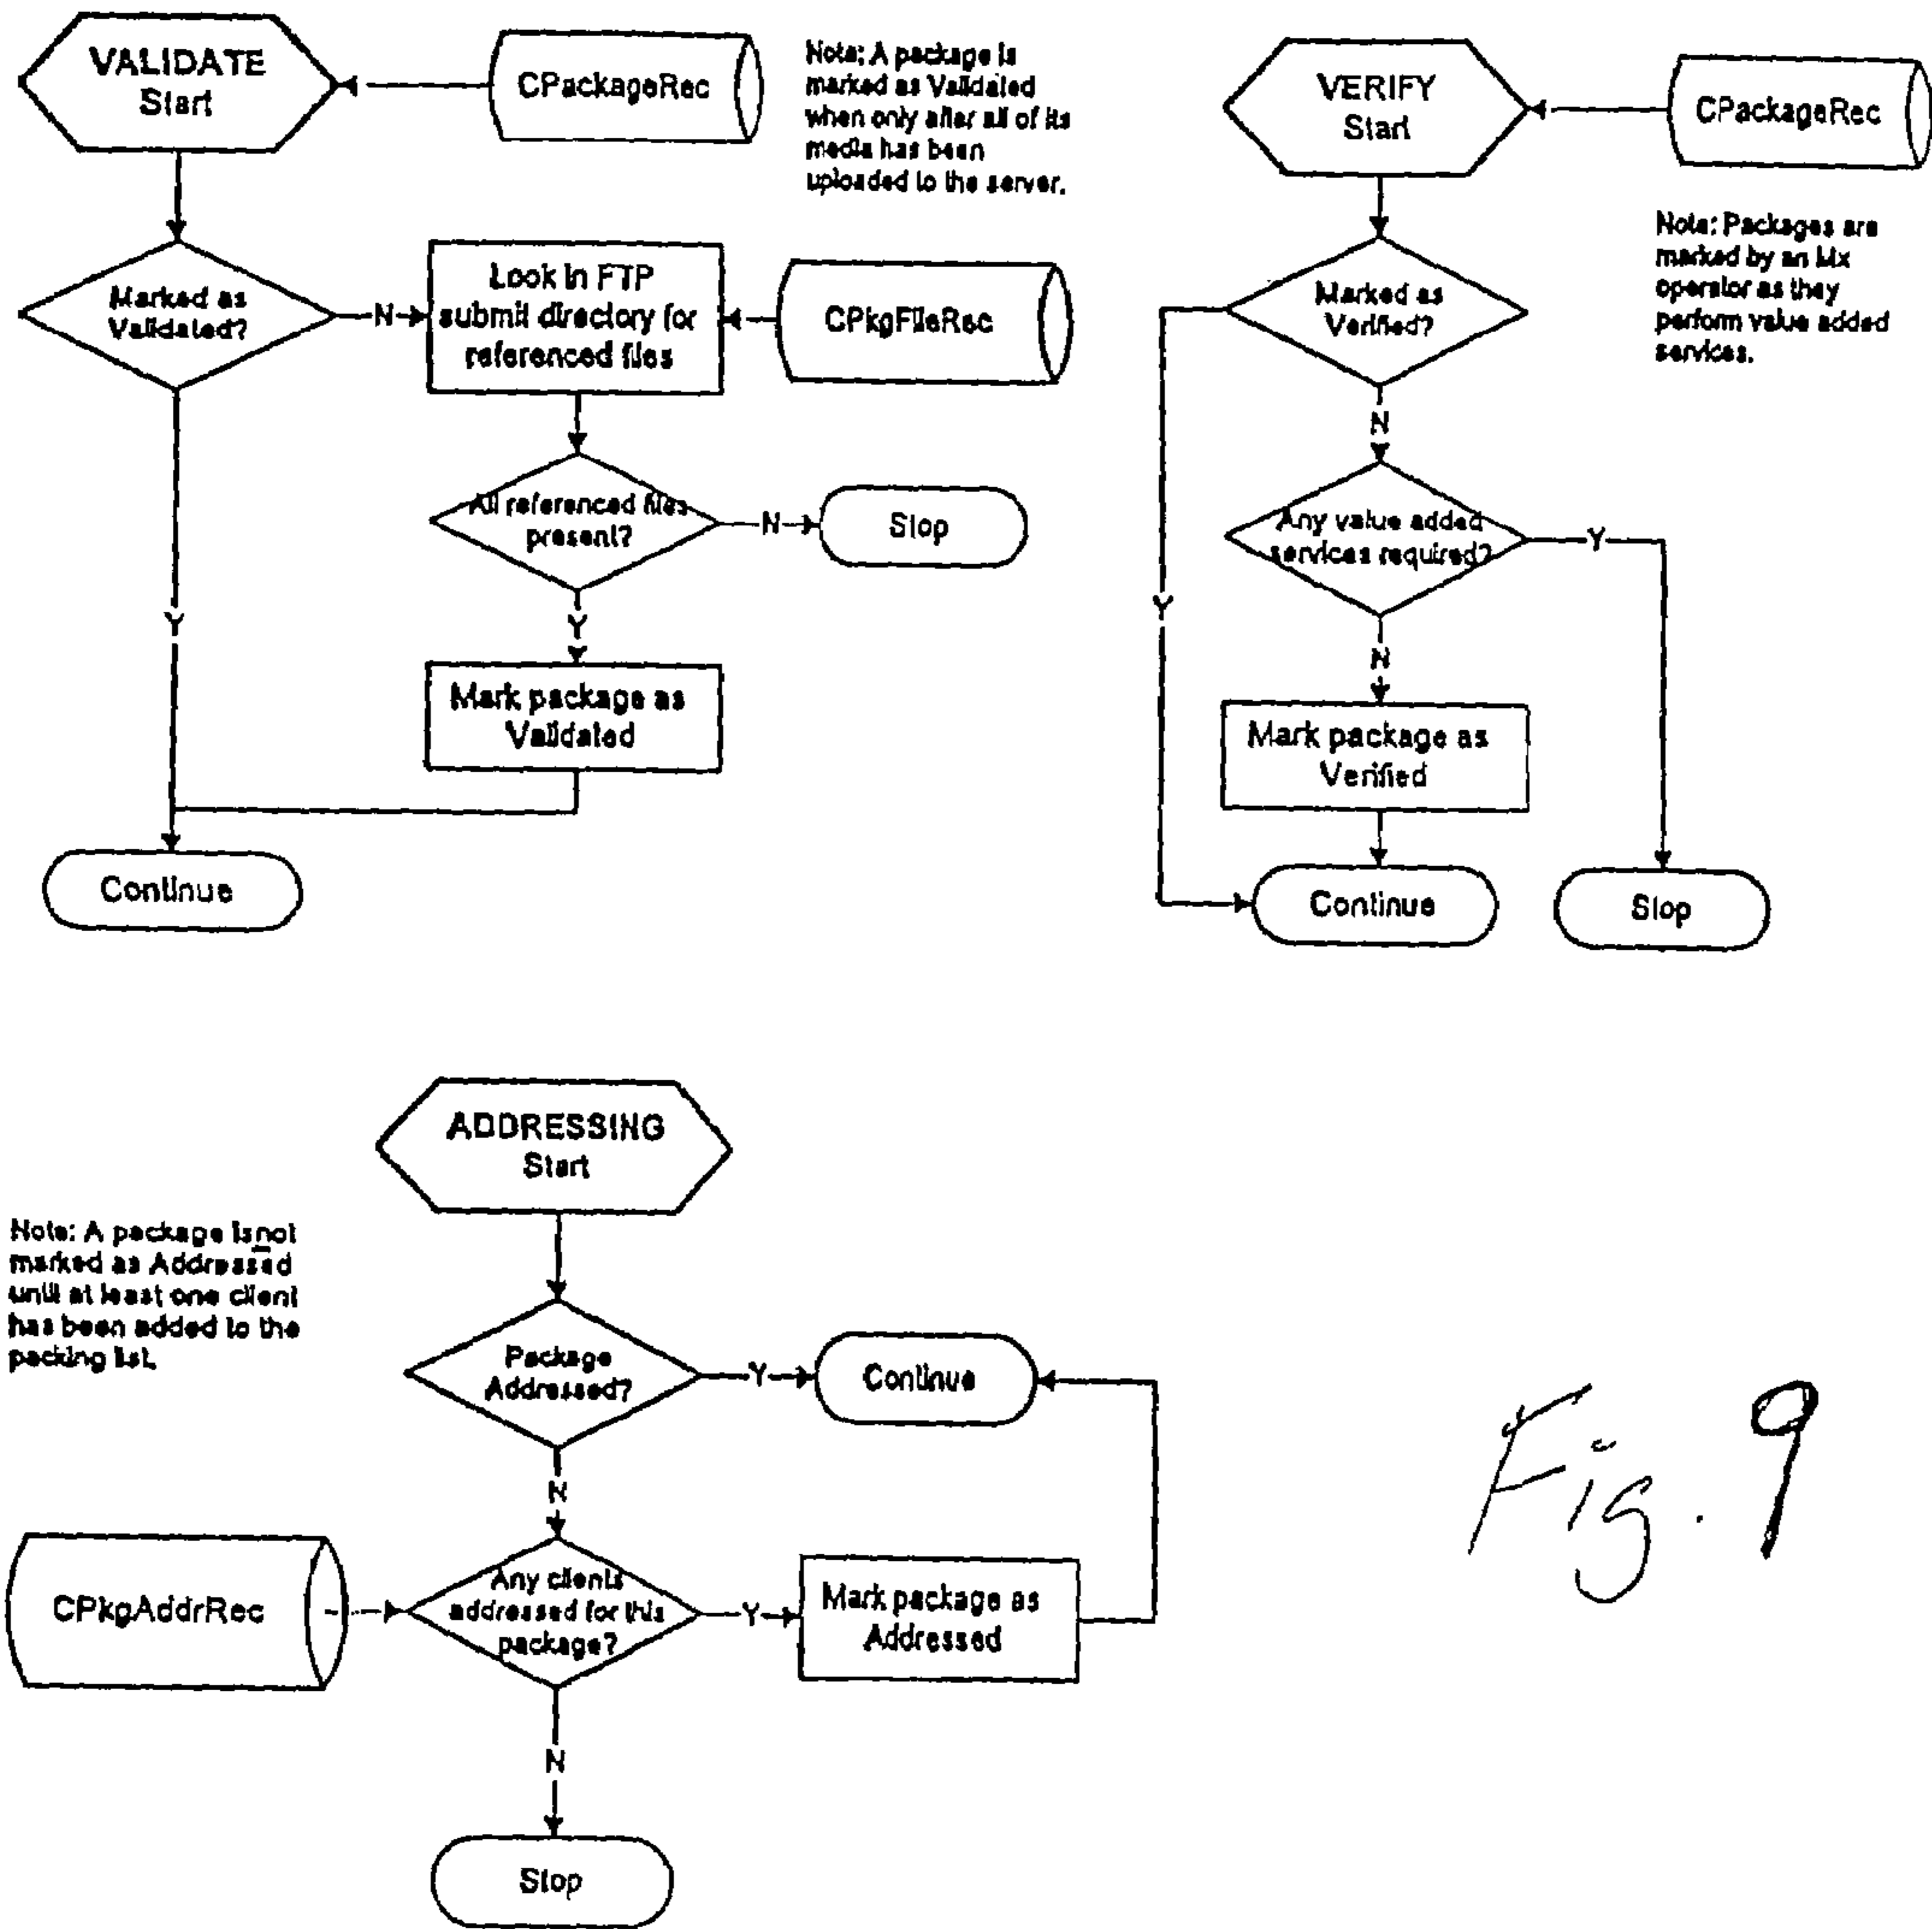 VALIDATE
Start
CPackageRec
Note: A package is
marked as Validated
when only after all of its
media has been
uploaded to the server.
Marked as
Validated?
N
Look in FTP
submit directory for
referenced files
CPkgFileRec
All referenced files
present?
N
Stop
Y
Y
Mark package as
Validated
Continue
VERIFY
Start
CPackageRec
Note: Packages are
marked by an Mx
operator as they
perform value added
services.
Marked as
Verified?
N
Any value added
services required?
Y
Y
N
Mark package as
Verified
Continue
Stop
ADDRESSING
Start
Note: A package is not
marked as Addressed
until at least one client
has been added to the
packing list.
Package
Addressed?
Y
Continue
N
CPkgAddrRec
Any clients
addressed for this
package?
Y
Mark package as
Addressed
N
Stop
Fig. 9